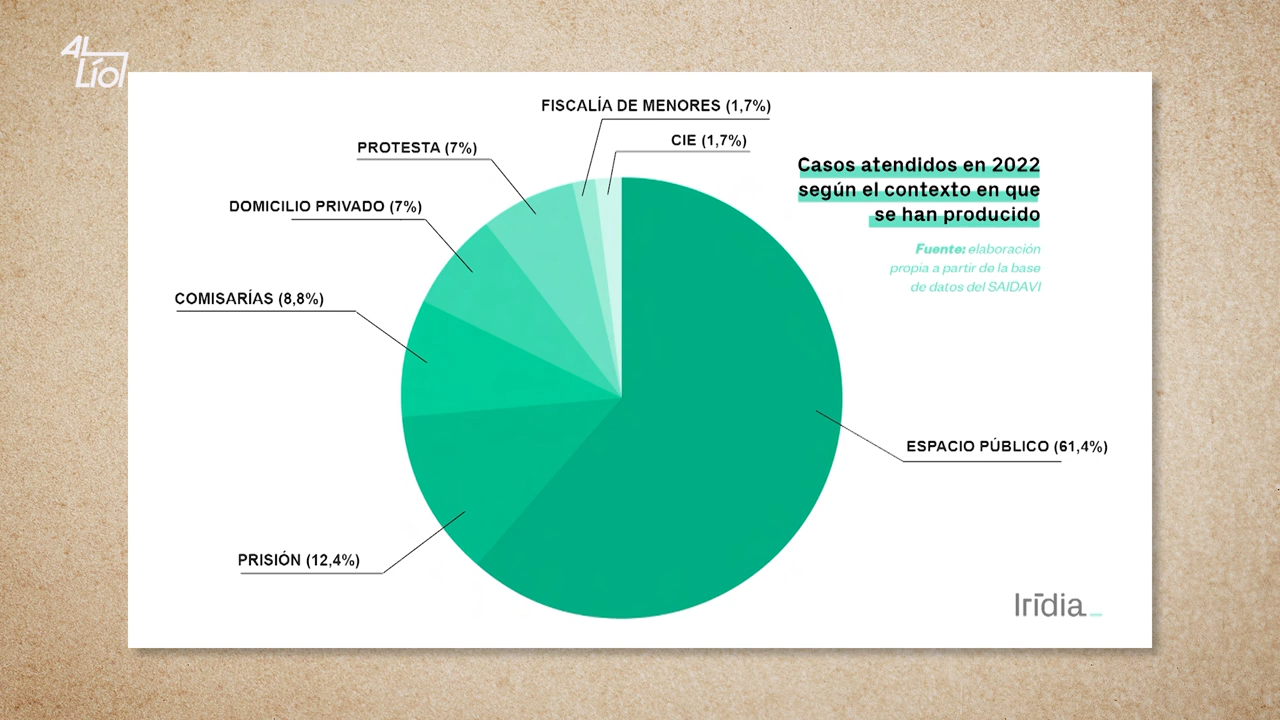 AL
LÍO!
FISCALÍA DE MENORES (1,7%)
CIE (1,7%)
PROTESTA (7%)
DOMICILIO PRIVADO (7%)
COMISARÍAS (8,8%)
PRISIÓN (12,4%)
ESPACIO PÚBLICO (61,4%)
Casos atendidos en 2022
según el contexto en que
se han producido
Fuente: elaboración
propia a partir de la base
de datos del SAIDAVI
Irídia_